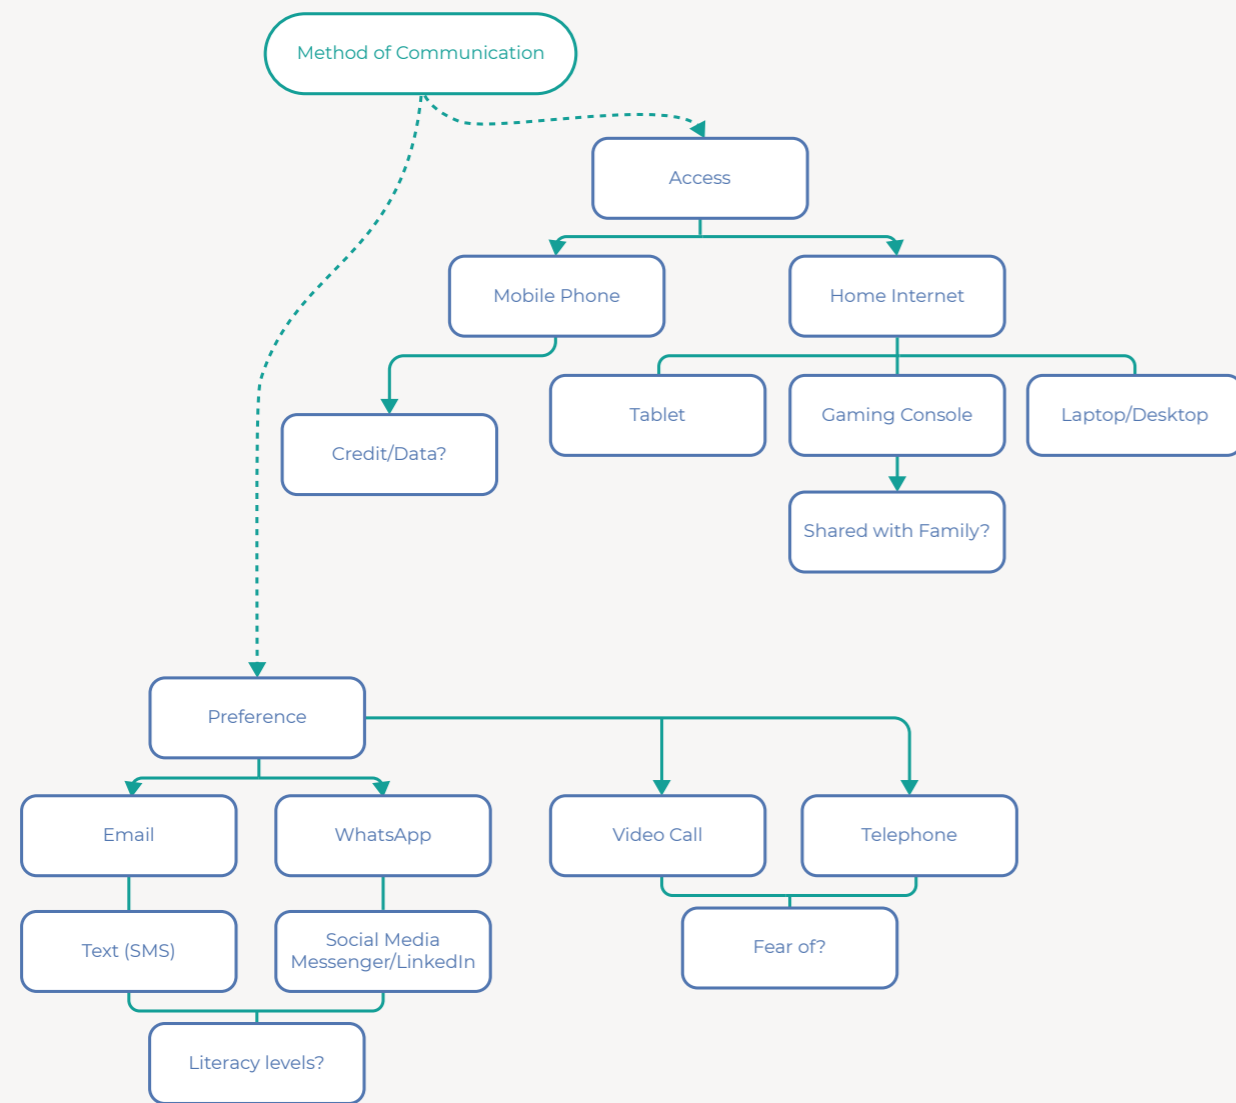 Method of Communication
Access
Mobile Phone
Home Internet
Credit/Data?
Tablet
Gaming Console
Laptop/Desktop
Shared with Family?
Preference
Email
WhatsApp
Video Call
Telephone
Text (SMS)
Social Media
Messenger/LinkedIn
Fear of?
Literacy levels?